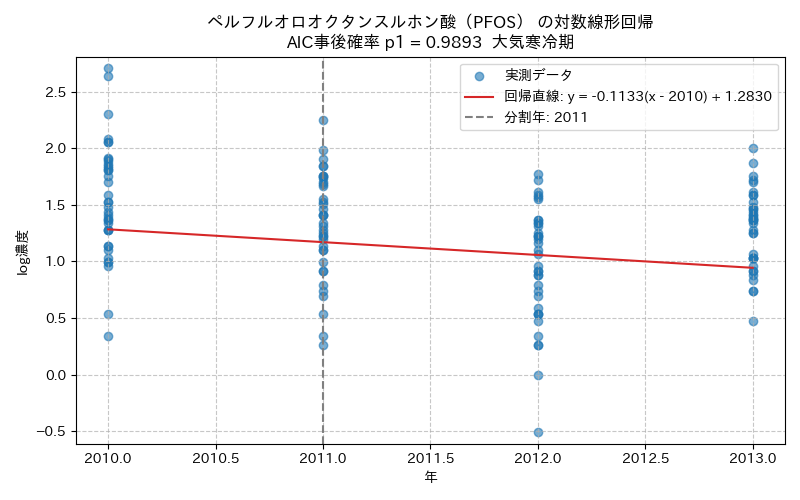 ペルフルオロオクタンスルホン酸（PFOS） の対数線形回帰
AIC事後確率 p1 = 0.9893  大気寒冷期
実測データ
回帰直線: y = -0.1133(x - 2010) + 1.2830
分割年: 2011
log濃度
2.5
2.0
1.5
1.0
0.5
0.0
−0.5
2010.0 2010.5 2011.0 2011.5 2012.0 2012.5 2013.0
年